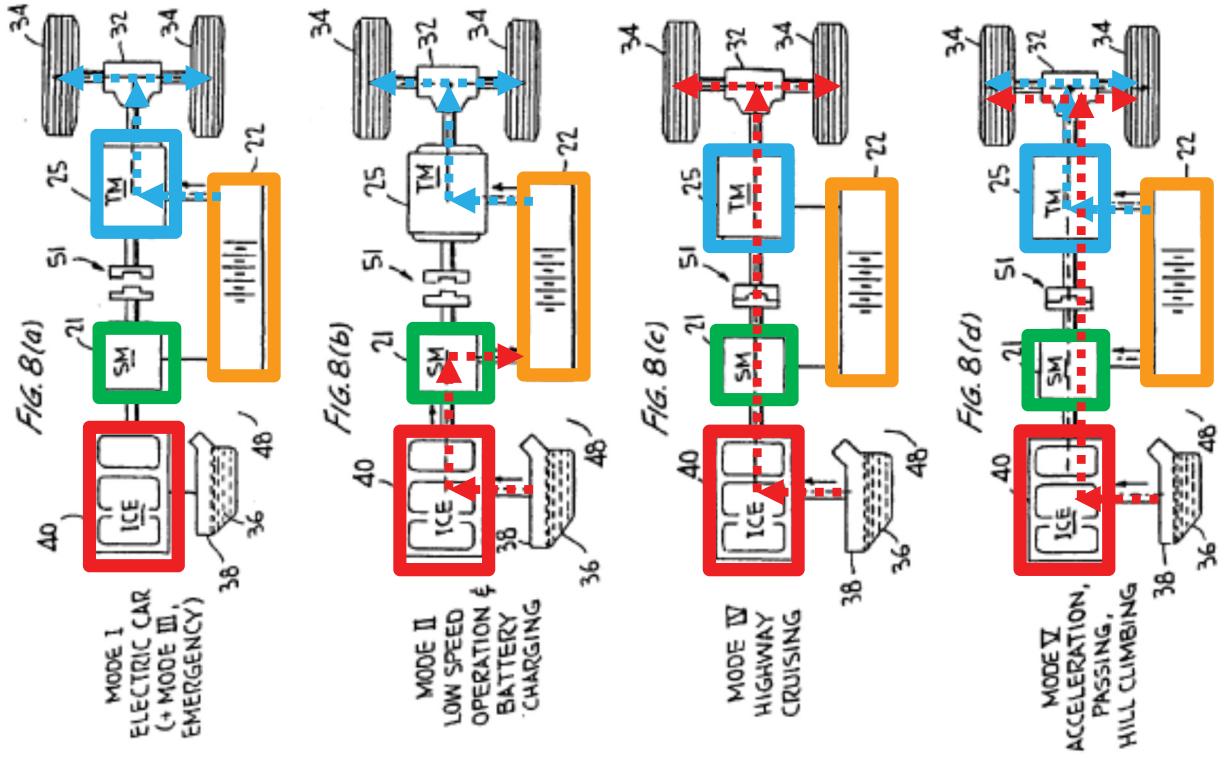 FIG. 8(a)
34
32
34
25
TM
22
51
21
SM
40
ICE
48
36
38
MODE I
ELECTRIC CAR
(+ MODE III,
EMERGENCY)
FIG. 8(b)
34
32
34
25
TM
22
51
21
SM
40
ICE
48
38
36
MODE II
LOW SPEED
OPERATION &
BATTERY
CHARGING
FIG. 8(c)
34
32
34
25
TM
22
51
21
SM
40
ICE
48
36
38
MODE IV
HIGHWAY
CRUISING
FIG. 8(d)
34
32
34
25
TM
22
51
21
SM
40
ICE
48
36
38
MODE V
ACCELERATION,
PASSING,
HILL CLIMBING